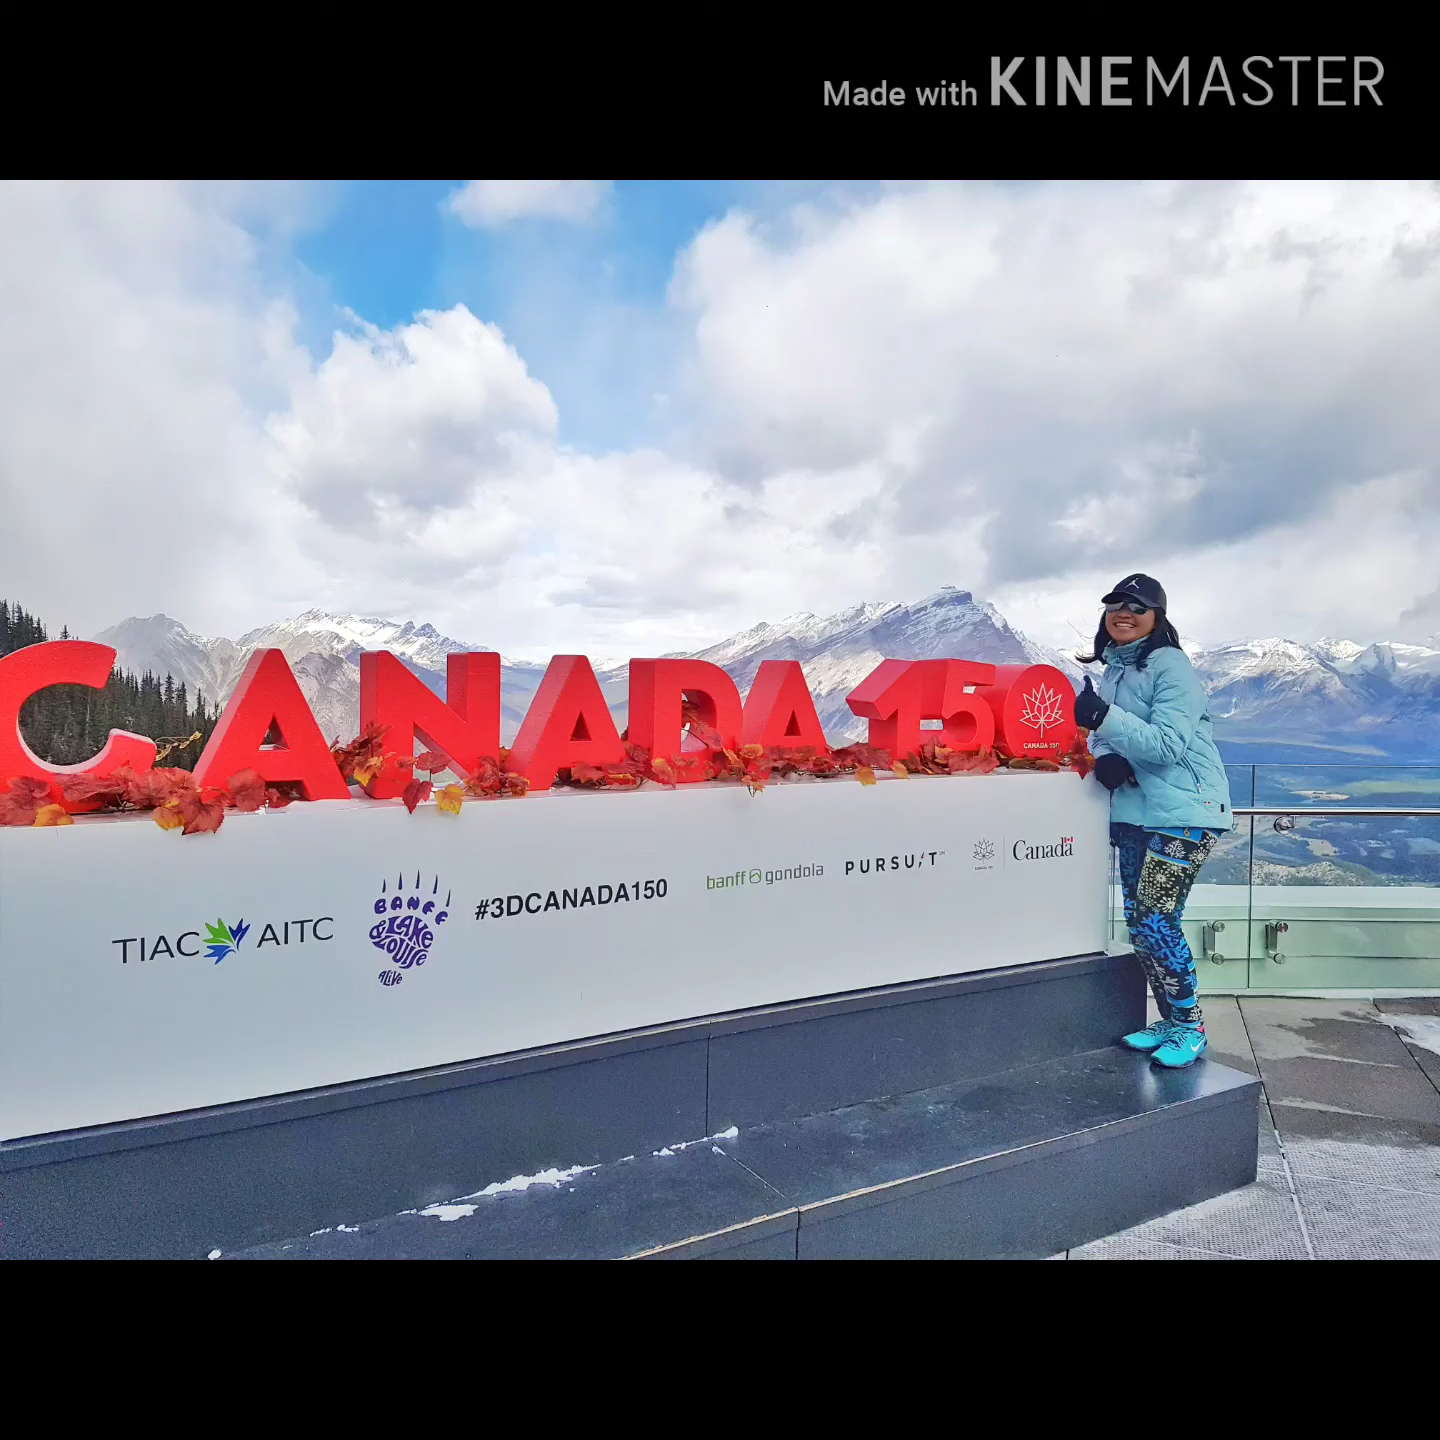 Made with KINEMASTER
CANADA 150
CANADA 150
TIAC AITC
BANFF
& LAKE
LOUISE
ALIVE
#3DCANADA150
banff gondola
PURSUIT
Canada